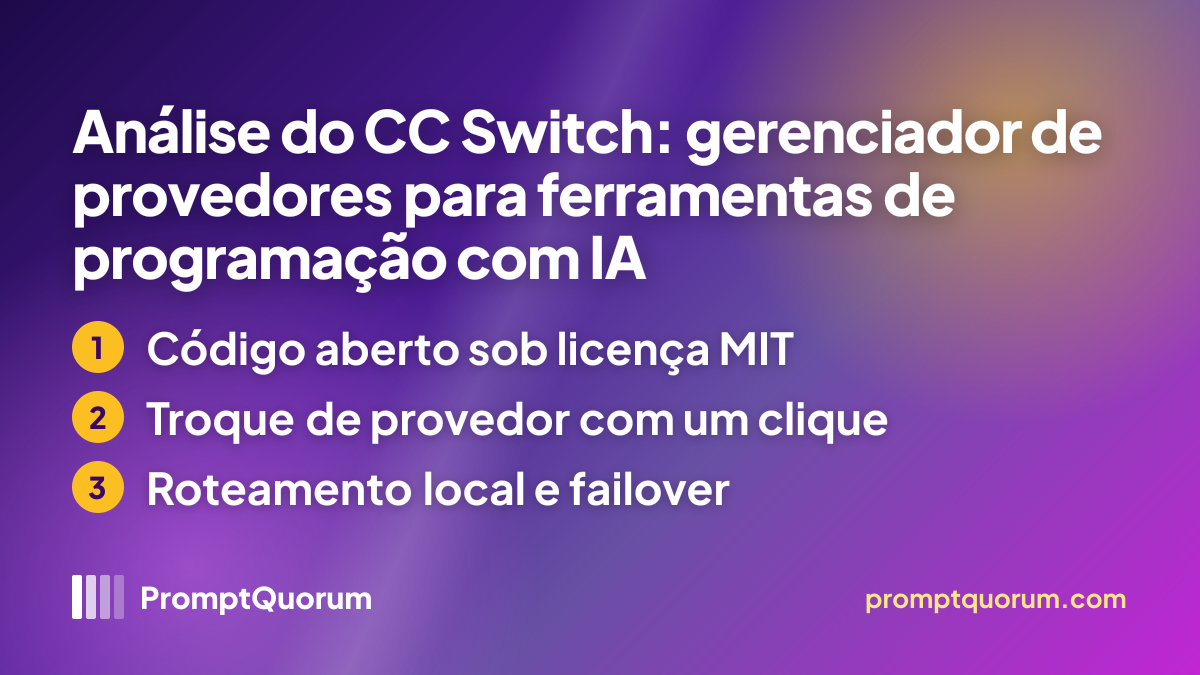 Análise do CC Switch: gerenciador de
provedores para ferramentas de
programação com IA
1 Código aberto sob licença MIT
2 Troque de provedor com um clique
3 Roteamento local e failover
PromptQuorum
promptquorum.com